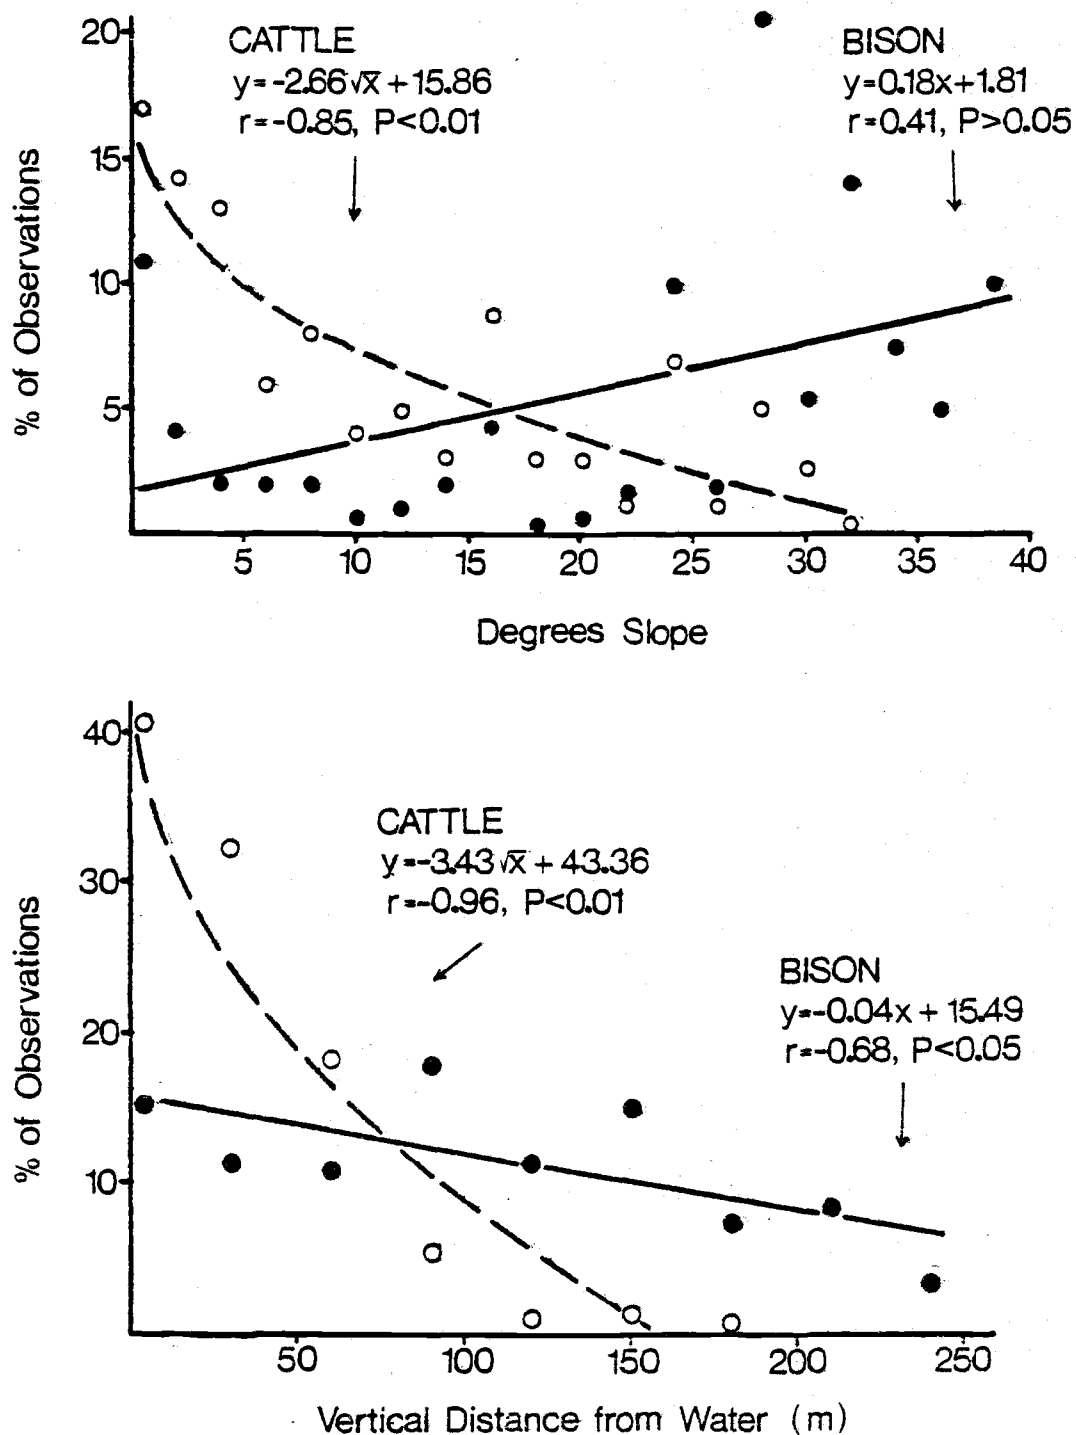 CATTLE
y=-2.66√x+15.86
r=-0.85, P<0.01
BISON
y=0.18x+1.81
r=0.41, P>0.05
% of Observations
20
15
10
5
5 10 15 20 25 30 35 40
Degrees Slope
CATTLE
y=-3.43√x+43.36
r=-0.96, P<0.01
BISON
y=-0.04x+15.49
r=-0.68, P<0.05
% of Observations
40
30
20
10
50 100 150 200 250
Vertical Distance from Water (m)